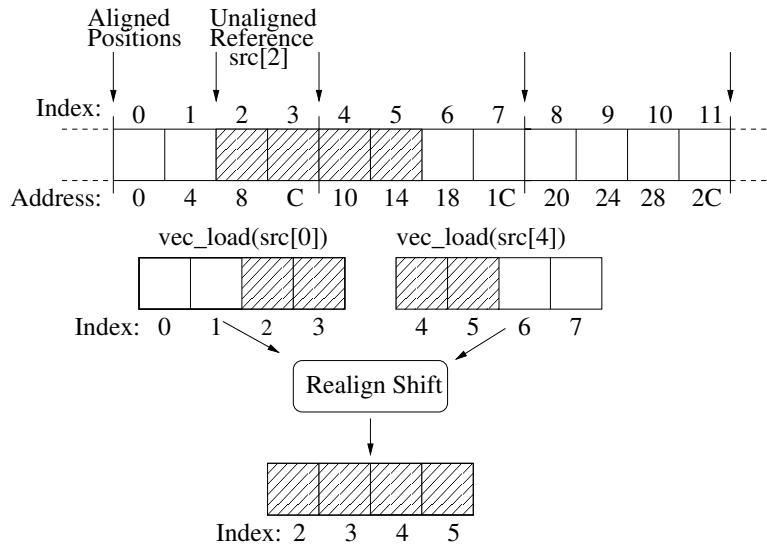 Aligned Unaligned
Positions Reference
src[2]
Index: 0 1 2 3 4 5 6 7 8 9 10 11
Address: 0 4 8 C 10 14 18 1C 20 24 28 2C
vec_load(src[0]) vec_load(src[4])
Index: 0 1 2 3 4 5 6 7
Realign Shift
Index: 2 3 4 5